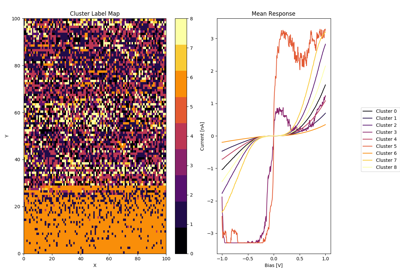 Cluster Label Map
100
80
60
40
20
0
y
0
20
40
60
80
100
x
8
7
6
5
4
3
2
1
0
Mean Response
3
2
1
0
−1
−2
−3
Current [nA]
−1.0
−0.5
0.0
0.5
1.0
Bias [V]
Cluster 0
Cluster 1
Cluster 2
Cluster 3
Cluster 4
Cluster 5
Cluster 6
Cluster 7
Cluster 8